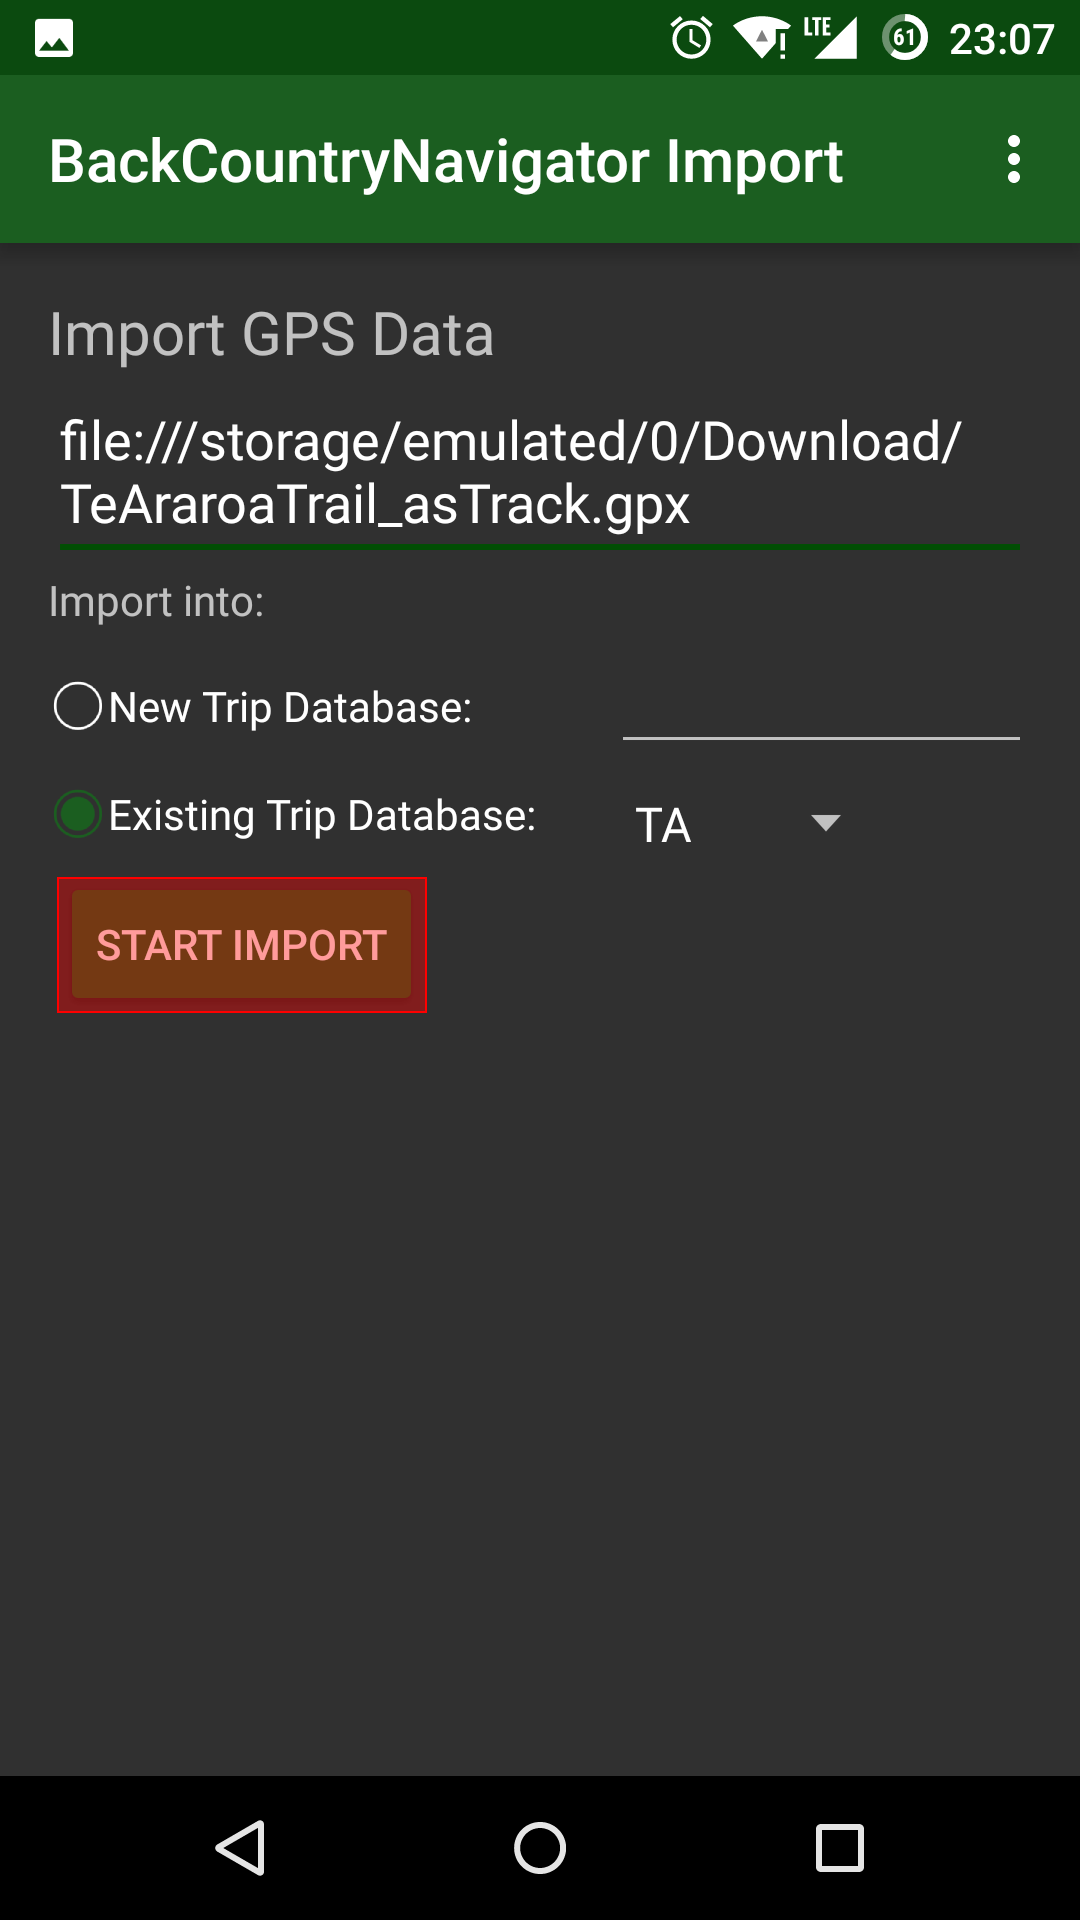 LTE 61 23:07
BackCountryNavigator Import
Import GPS Data
file:///storage/emulated/0/Download/
TeAraroaTrail_asTrack.gpx
Import into:
New Trip Database:
Existing Trip Database: TA
START IMPORT